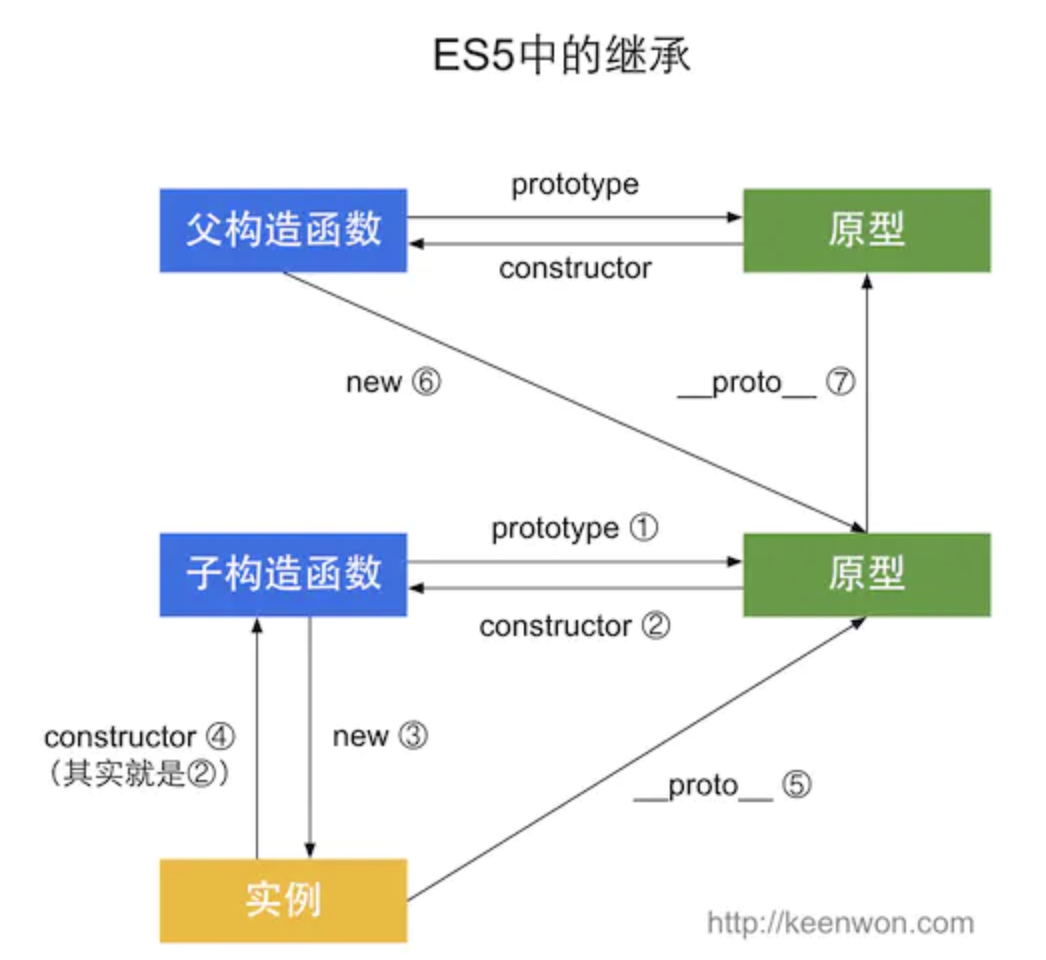 ES5中的继承
prototype
父构造函数
原型
constructor
new ⑥
__proto__ ⑦
prototype ①
子构造函数
原型
constructor ②
constructor ④
（其实就是②）
new ③
__proto__ ⑤
实例
http://keenwon.com